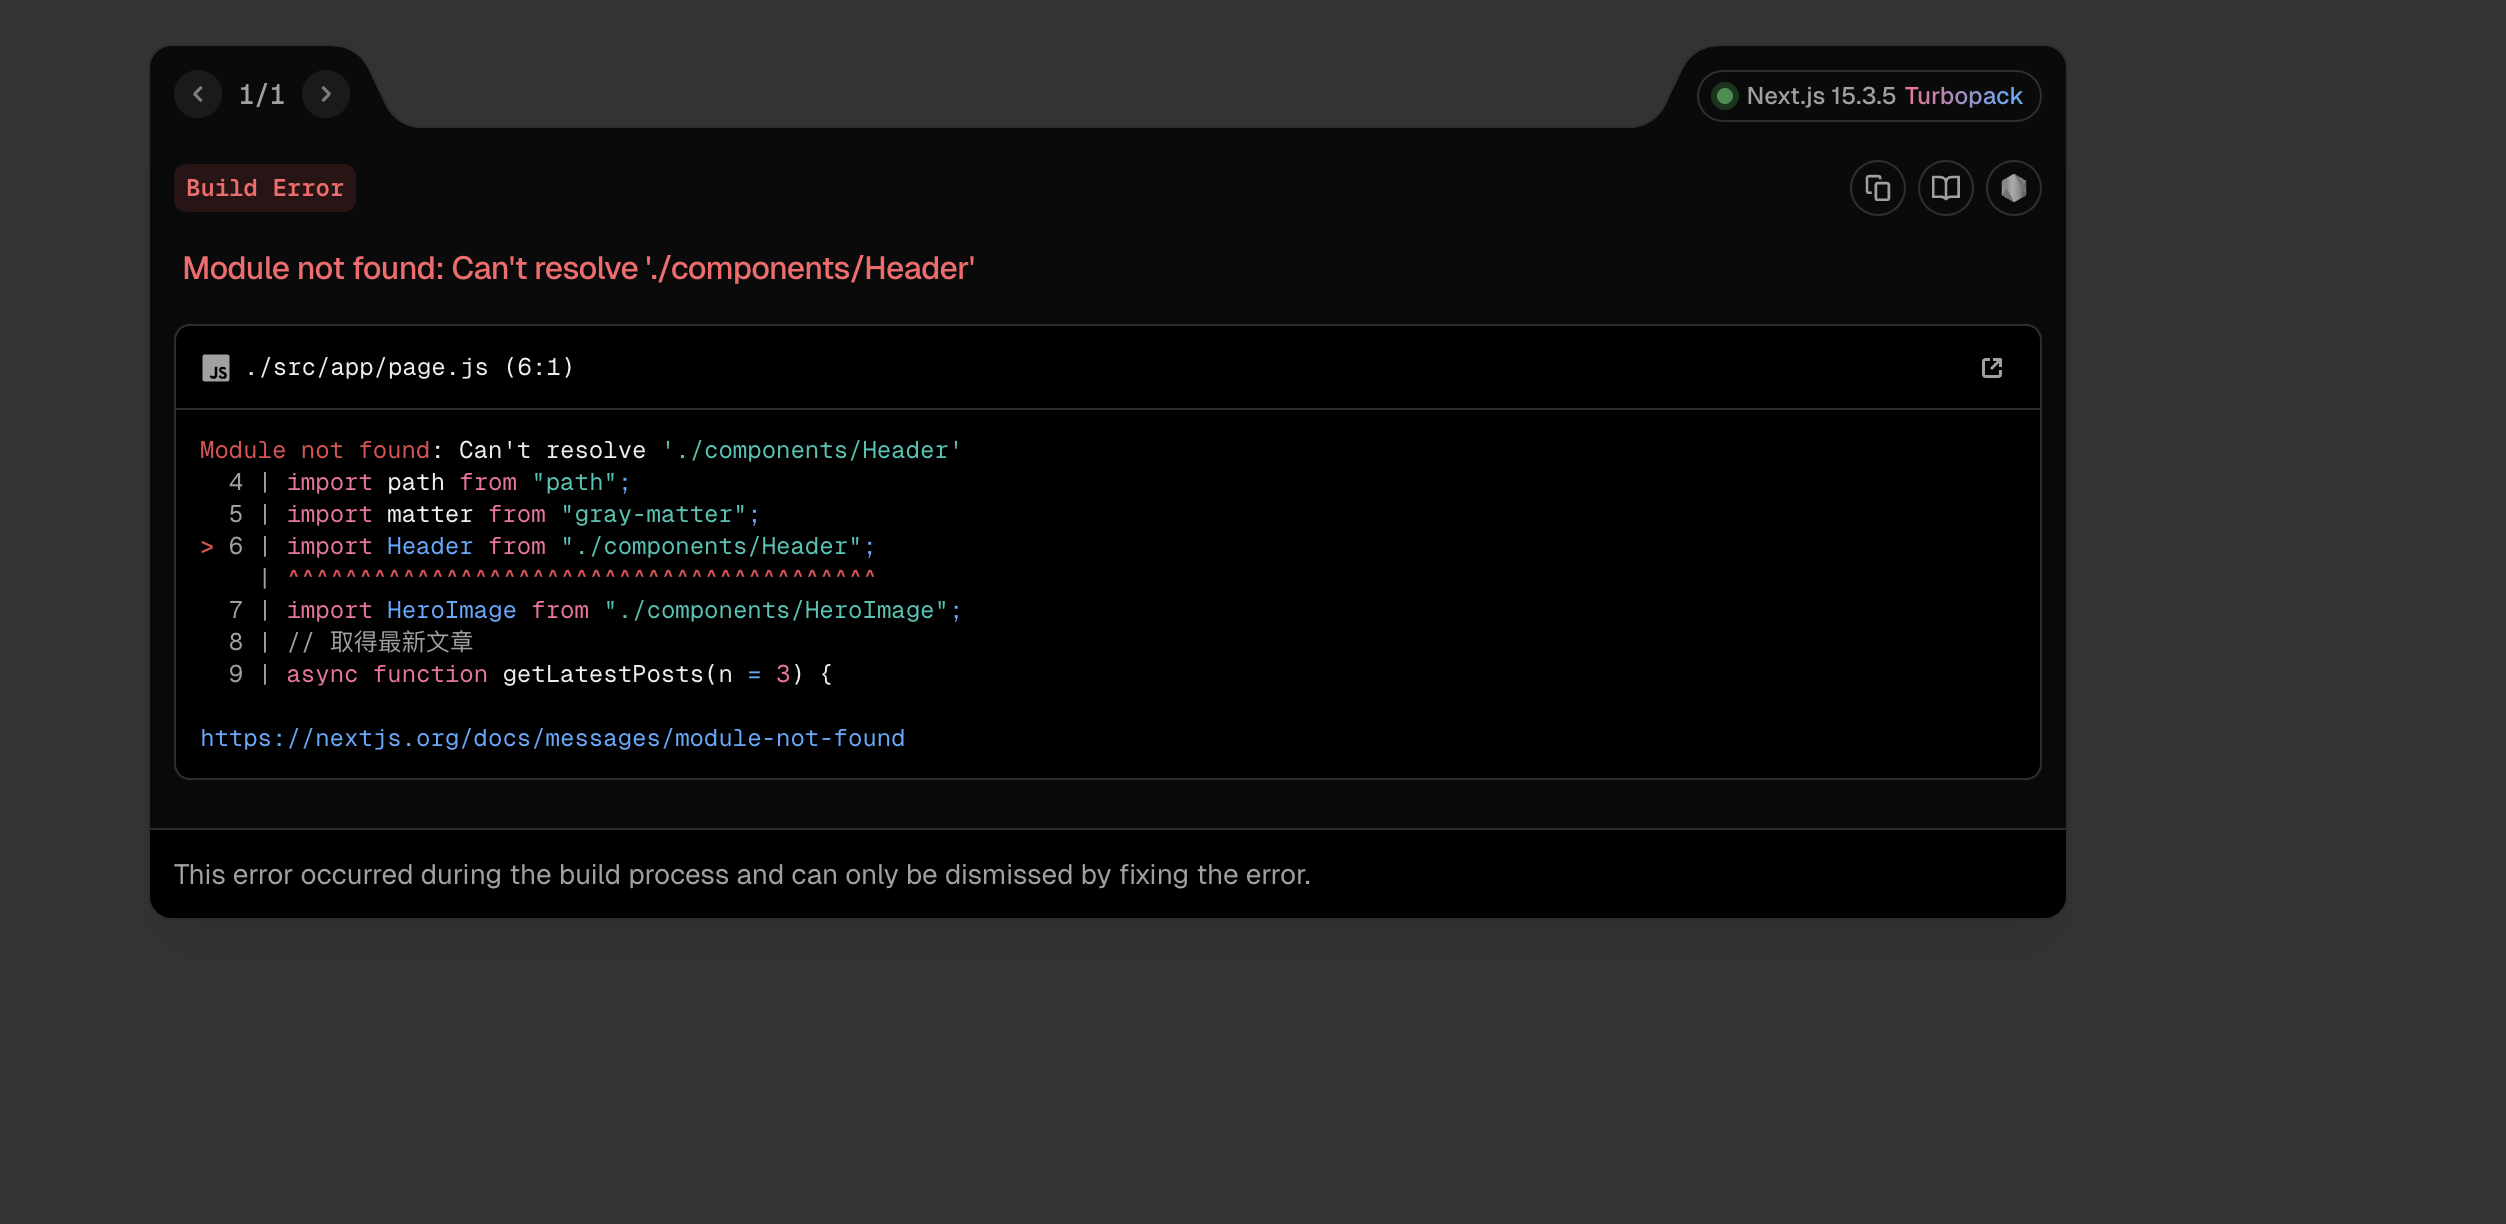 1/1
Next.js 15.3.5 Turbopack
Build Error
Module not found: Can't resolve './components/Header'
JS ./src/app/page.js (6:1)
Module not found: Can't resolve './components/Header'
4 | import path from "path";
5 | import matter from "gray-matter";
> 6 | import Header from "./components/Header";
| ^^^^^^^^^^^^^^^^^^^^^^^^^^^^^^^^^^^^^^^^^
7 | import HeroImage from "./components/HeroImage";
8 | // 取得最新文章
9 | async function getLatestPosts(n = 3) {
https://nextjs.org/docs/messages/module-not-found
This error occurred during the build process and can only be dismissed by fixing the error.